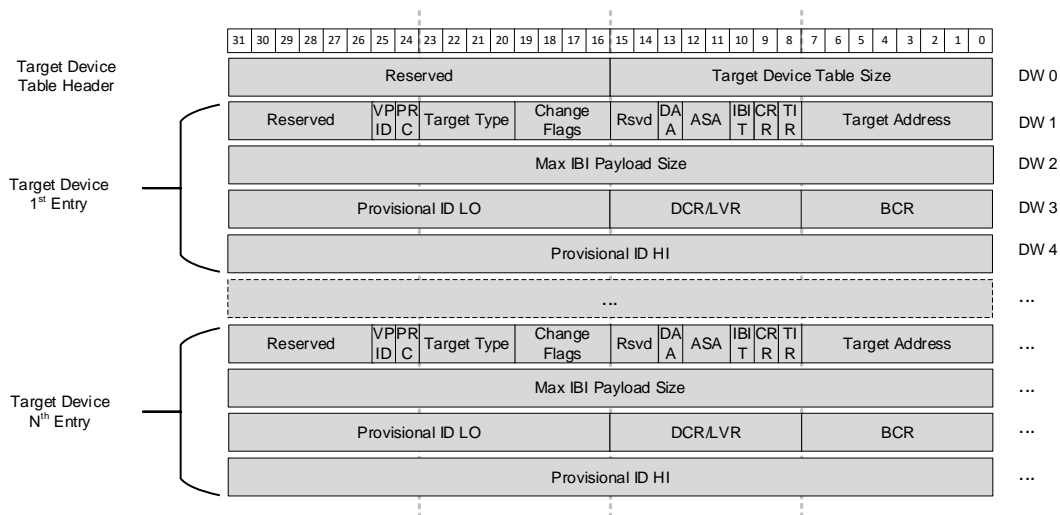 31 30 29 28 27 26 25 24 23 22 21 20 19 18 17 16 15 14 13 12 11 10 9 8 7 6 5 4 3 2 1 0
Target Device
Table Header
Reserved Target Device Table Size DW 0
Target Device
1st Entry
Reserved VP ID PR C Target Type Change Flags Rsvd DA A ASA IBI T CR R TI R Target Address DW 1
Max IBI Payload Size DW 2
Provisional ID LO DCR/LVR BCR DW 3
Provisional ID HI DW 4
... ...
Target Device
Nth Entry
Reserved VP ID PR C Target Type Change Flags Rsvd DA A ASA IBI T CR R TI R Target Address ...
Max IBI Payload Size ...
Provisional ID LO DCR/LVR BCR ...
Provisional ID HI ...